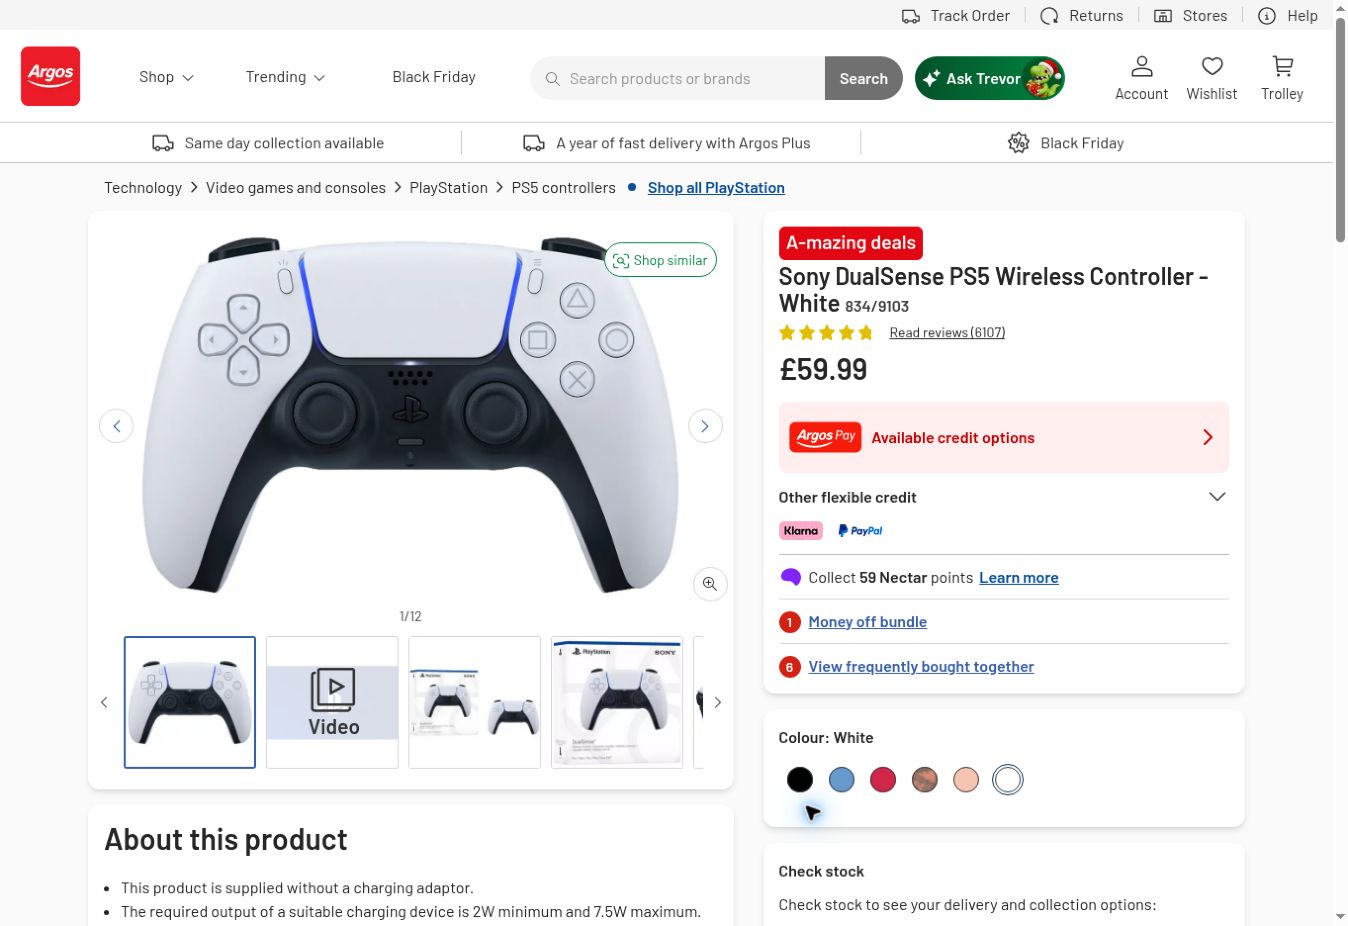 Track Order
Returns
Stores
Help
Argos
Shop
Trending
Black Friday
Search products or brands
Search
Ask Trevor
Account
Wishlist
Trolley
Same day collection available
A year of fast delivery with Argos Plus
Black Friday
Technology
Video games and consoles
PlayStation
PS5 controllers
Shop all PlayStation
Shop similar
1/12
Video
PlayStation
SONY
DualSense
A-mazing deals
Sony DualSense PS5 Wireless Controller -
White 834/9103
Read reviews (6107)
£59.99
Argos Pay
Available credit options
Other flexible credit
Klarna
PayPal
Collect 59 Nectar points Learn more
1 Money off bundle
6 View frequently bought together
Colour: White
About this product
This product is supplied without a charging adaptor.
The required output of a suitable charging device is 2W minimum and 7.5W maximum.
Check stock
Check stock to see your delivery and collection options: